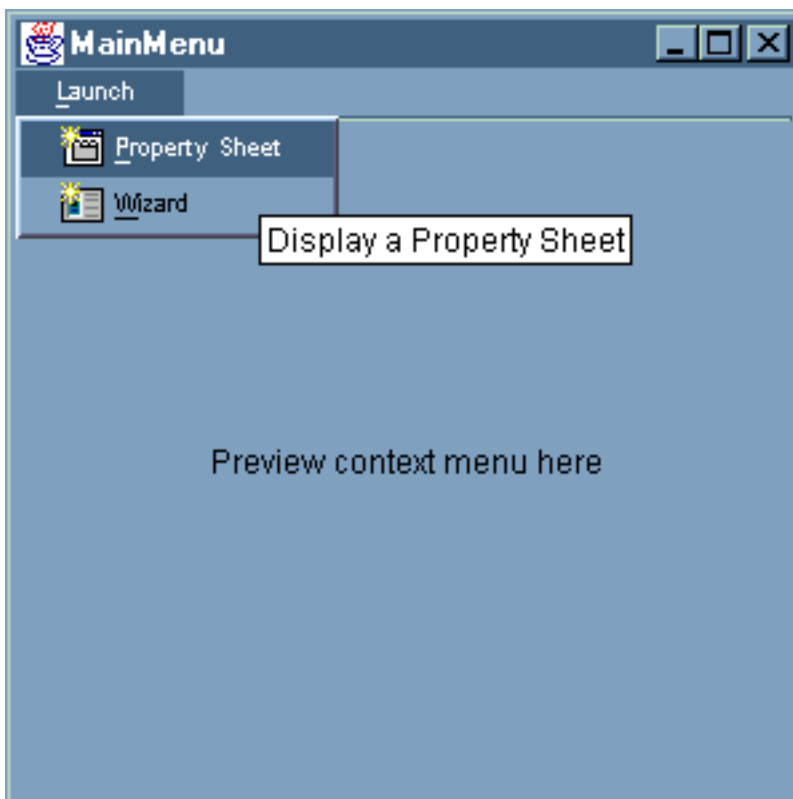 MainMenu
Launch
Property Sheet
Wizard
Display a Property Sheet
Preview context menu here